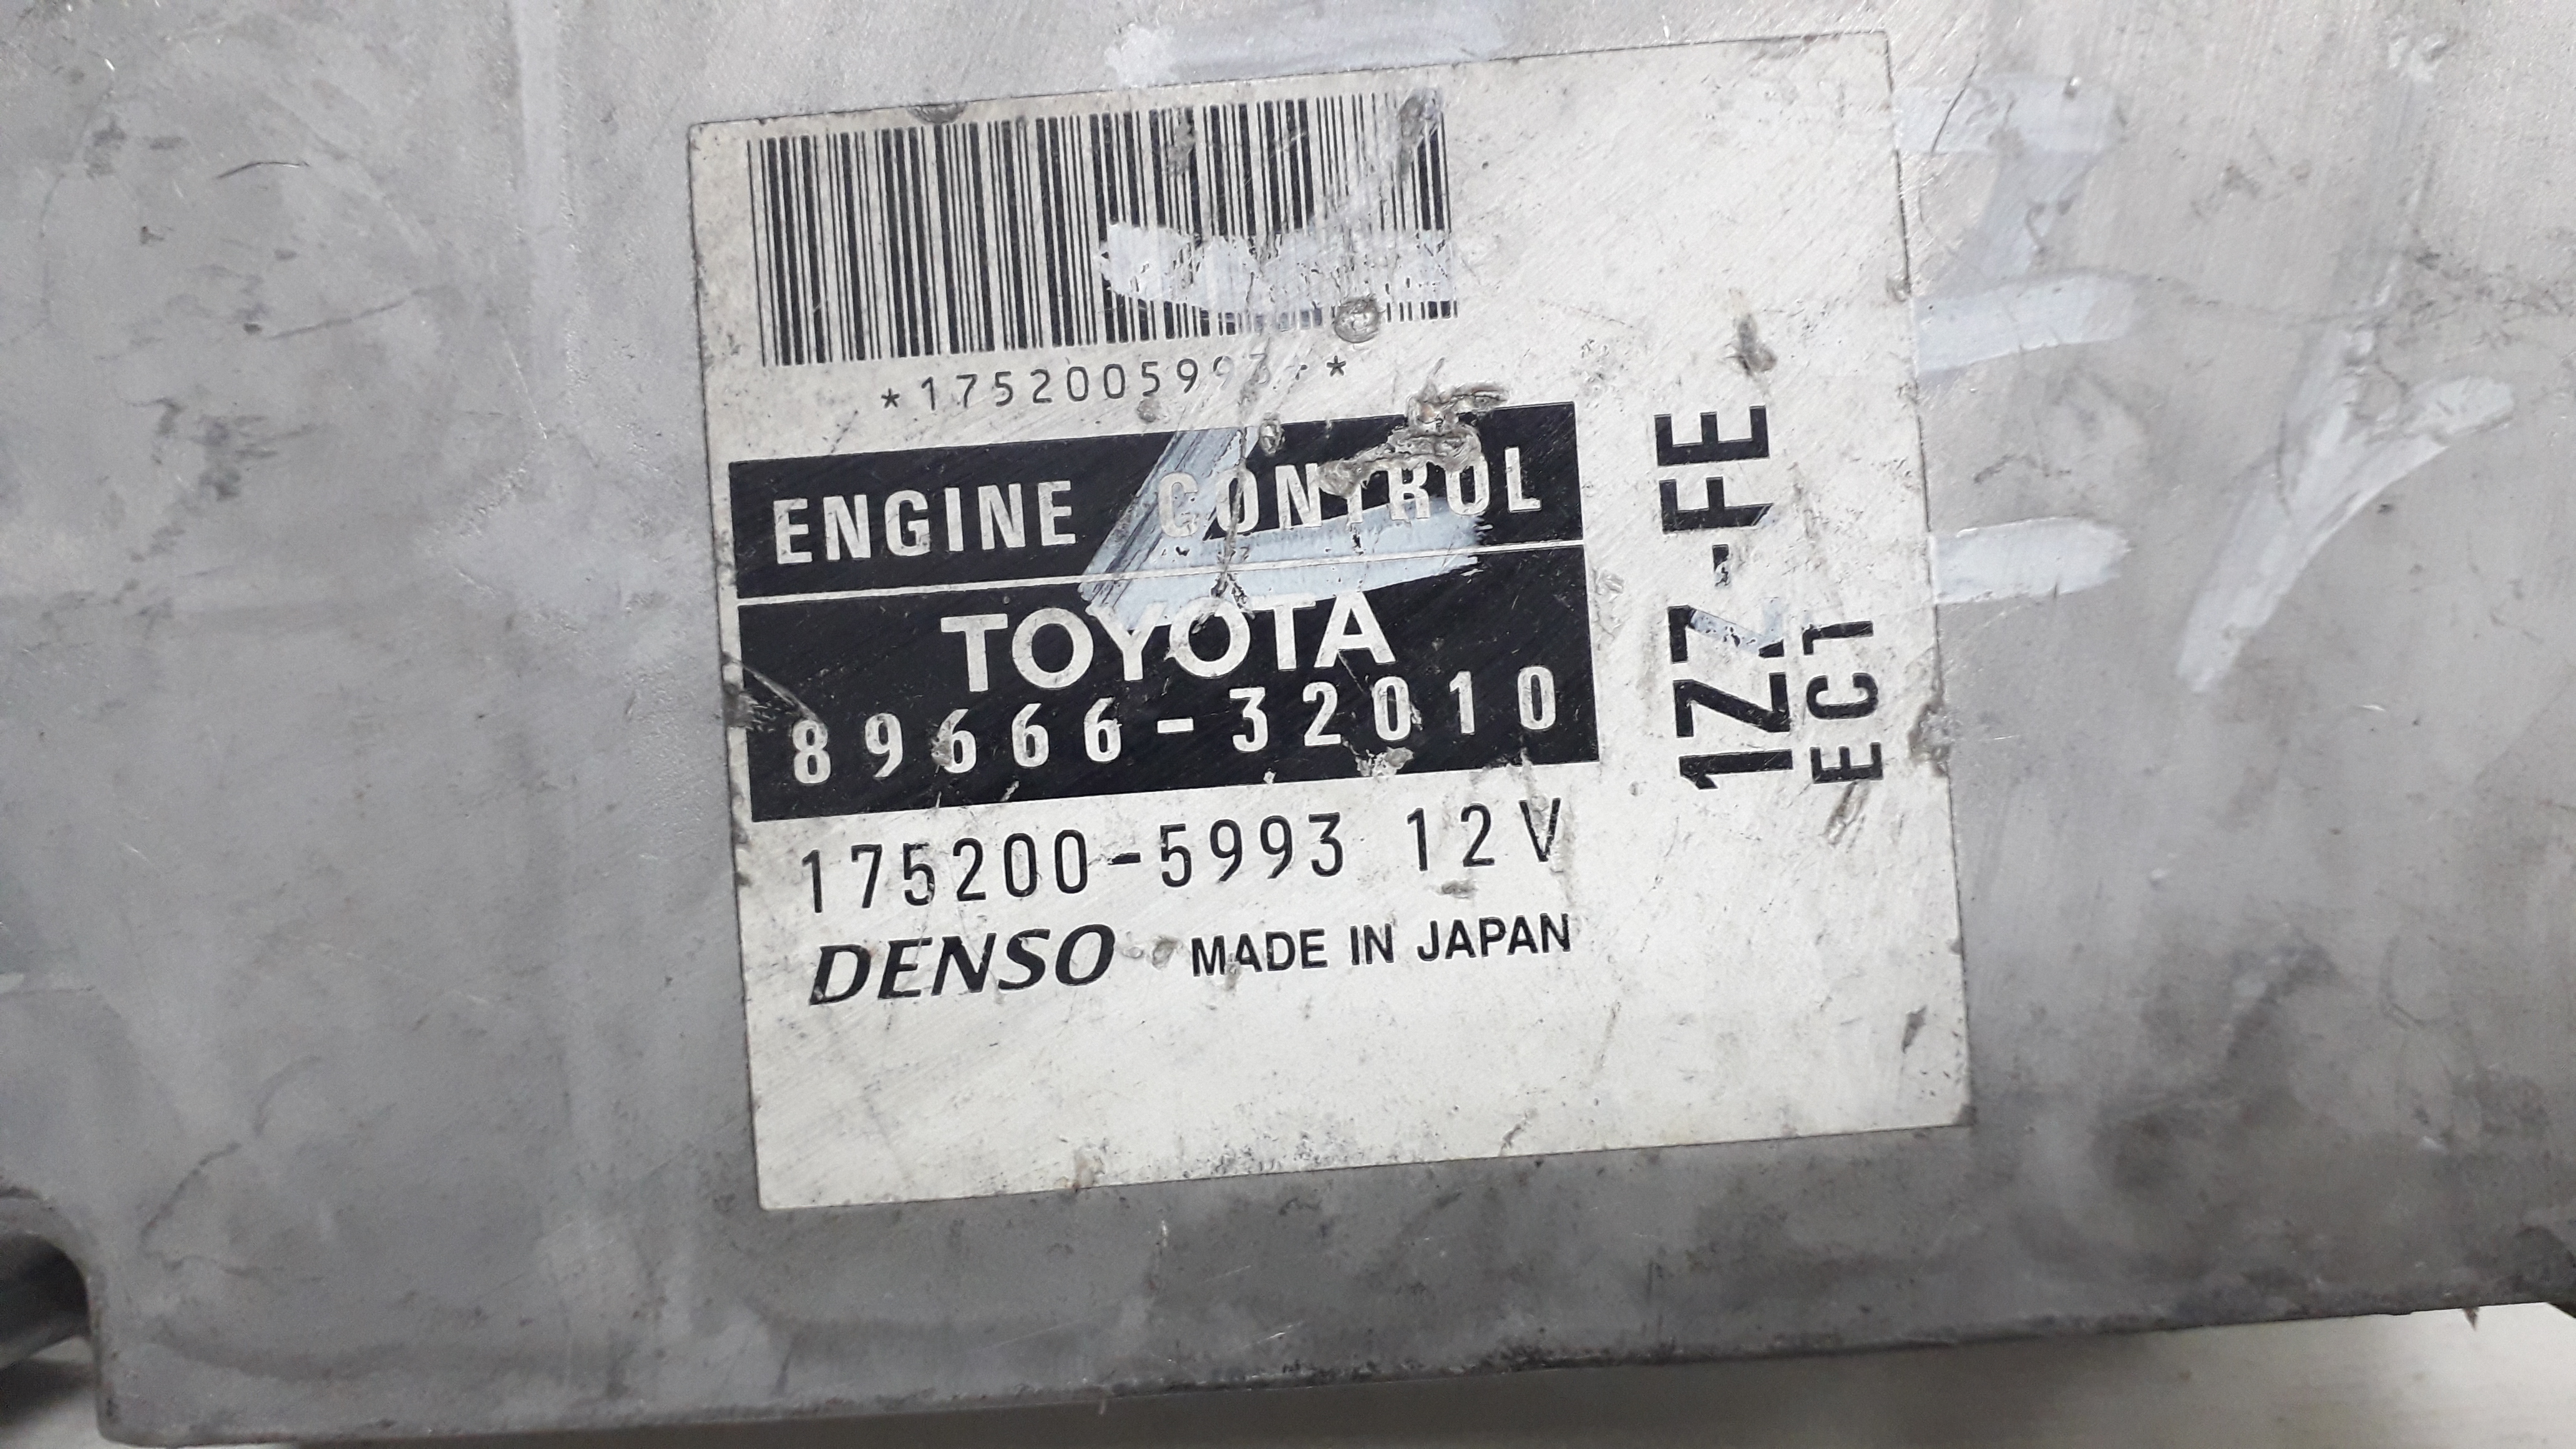 *1752005993*
ENGINE CONTROL
TOYOTA
89666-32010
175200-5993 12V
DENSO MADE IN JAPAN
1ZZ-FE
EC1